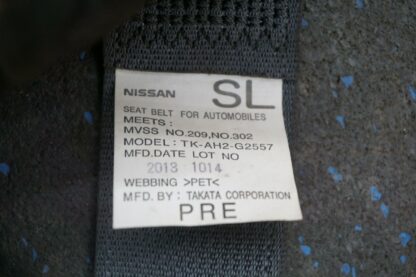 NISSAN SL
SEAT BELT FOR AUTOMOBILES
MEETS:
MVSS NO.209,NO.302
MODEL: TK-AH2-G2557
MFD.DATE LOT NO
2013 1014
WEBBING >PET<
MFD. BY: TAKATA CORPORATION
PRE